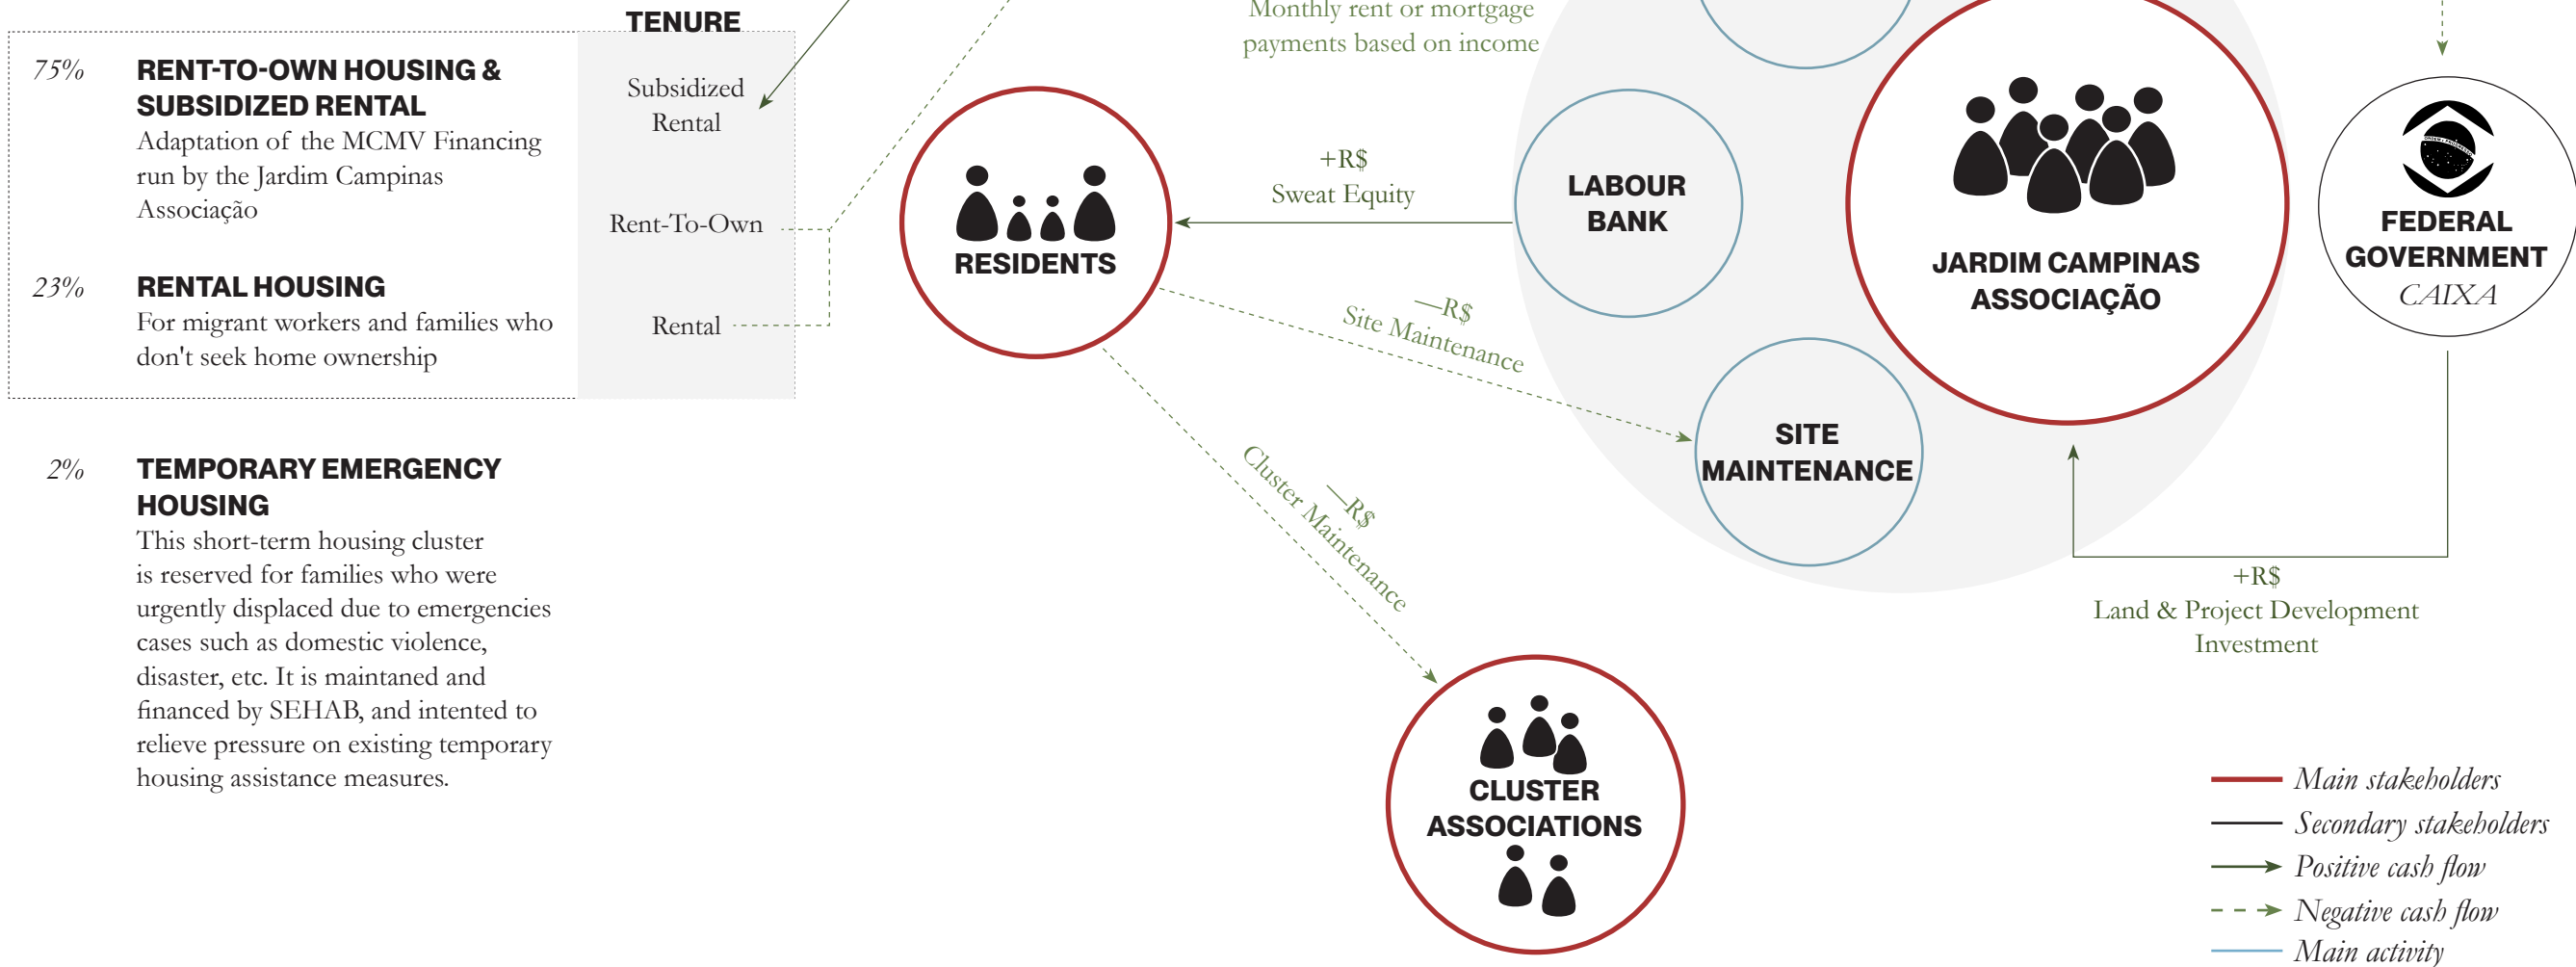 TENURE
75%
RENT-TO-OWN HOUSING &
SUBSIDIZED RENTAL
Adaptation of the MCMV Financing
run by the Jardim Campinas
Associação
23%
RENTAL HOUSING
For migrant workers and families who
don't seek home ownership
Subsidized
Rental
Rent-To-Own
Rental
2%
TEMPORARY EMERGENCY
HOUSING
This short-term housing cluster
is reserved for families who were
urgently displaced due to emergencies
cases such as domestic violence,
disaster, etc. It is maintaned and
financed by SEHAB, and intented to
relieve pressure on existing temporary
housing assistance measures.
Monthly rent or mortgage
payments based on income
RESIDENTS
+R$
Sweat Equity
LABOUR
BANK
—R$
Site Maintenance
SITE
MAINTENANCE
—R$
Cluster Maintenance
CLUSTER
ASSOCIATIONS
JARDIM CAMPINAS
ASSOCIAÇÃO
FEDERAL
GOVERNMENT
CAIXA
+R$
Land & Project Development
Investment
Main stakeholders
Secondary stakeholders
Positive cash flow
Negative cash flow
Main activity